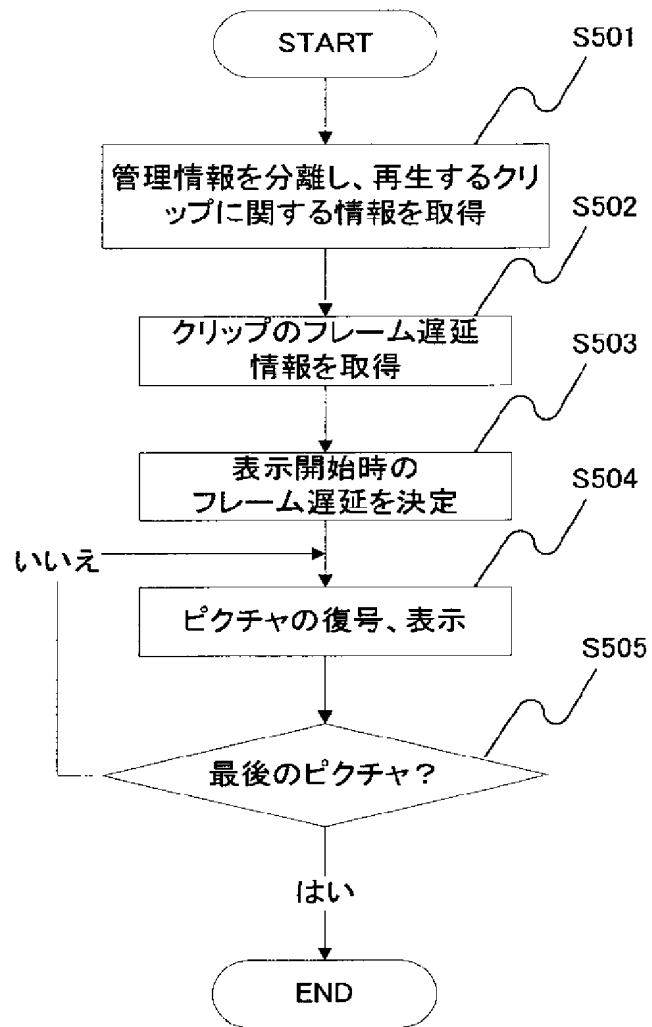 START
S501
管理情報を分離し、再生するクリ
ップに関する情報を取得
S502
クリップのフレーム遅延
情報を取得
S503
表示開始時の
フレーム遅延を決定
S504
いいえ
ピクチャの復号、表示
S505
最後のピクチャ?
はい
END